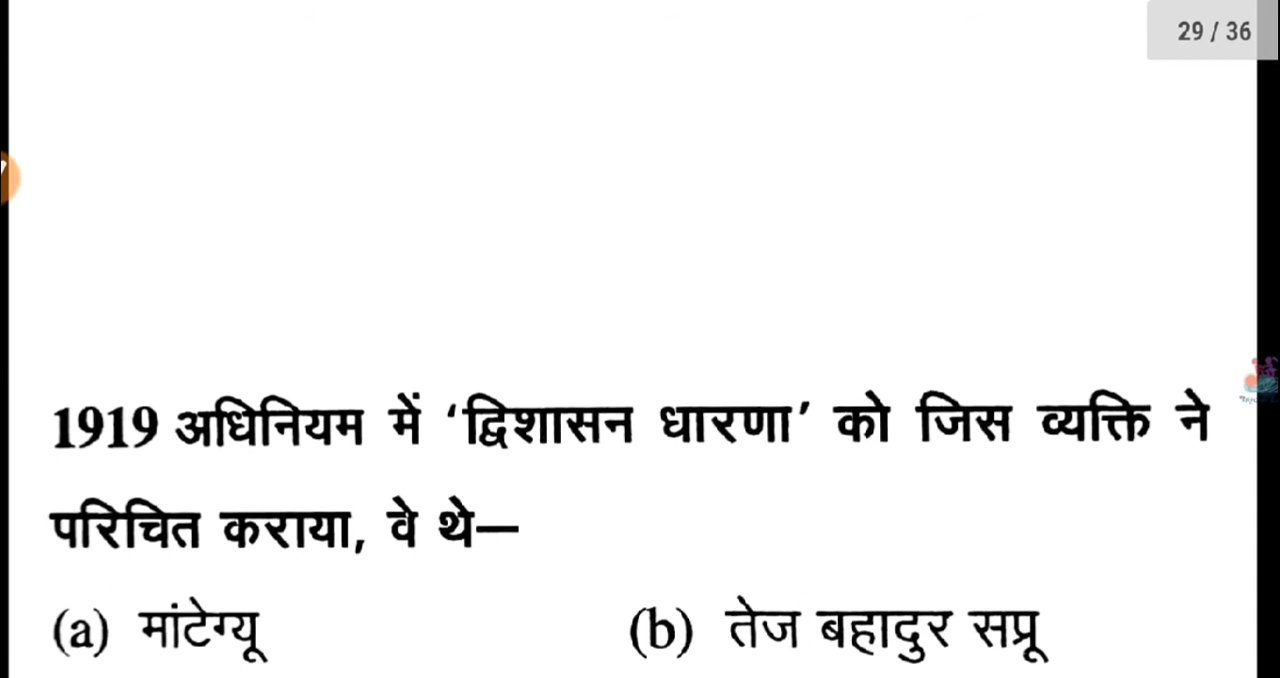 29 / 36
1919 अधिनियम में ‘द्विशासन धारणा’ को जिस व्यक्ति ने
परिचित कराया, वे थे—
(a) मांटेग्यू (b) तेज बहादुर सप्रू